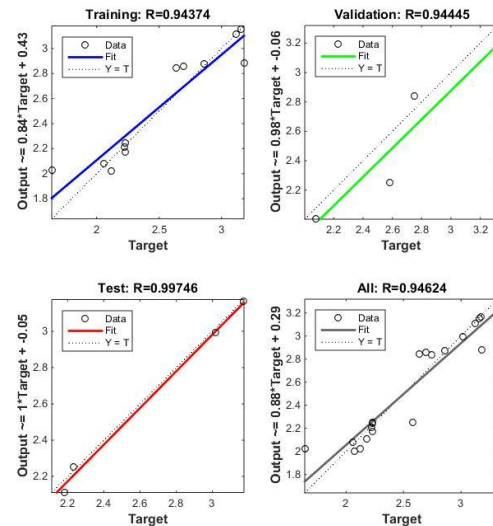 Training: R=0.94374
Output ~= 0.84*Target + 0.43
3
2.8
2.6
2.4
2.2
2
1.8
Data
Fit
Y = T
2
2.5
3
Target
Validation: R=0.94445
Output ~= 0.98*Target + -0.06
3.2
3
2.8
2.6
2.4
2.2
Data
Fit
Y = T
2.2
2.4
2.6
2.8
3
3.2
Target
Test: R=0.99746
Output ~= 1*Target + -0.05
3
2.8
2.6
2.4
2.2
Data
Fit
Y = T
2.2
2.4
2.6
2.8
3
Target
All: R=0.94624
Output ~= 0.88*Target + 0.29
3.2
3
2.8
2.6
2.4
2.2
2
1.8
Data
Fit
Y = T
2
2.5
3
Target